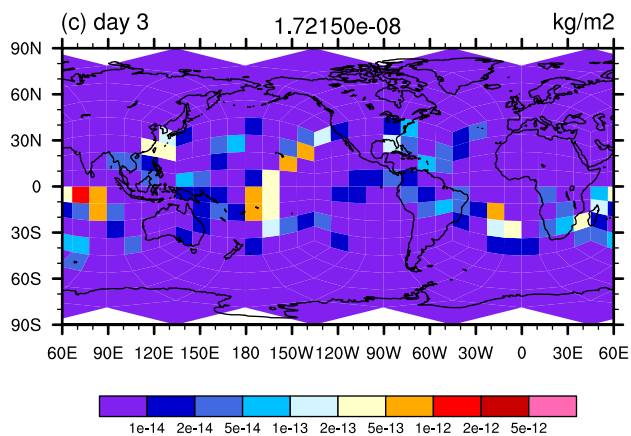 (c) day 3 1.72150e-08 kg/m2
90N
60N
30N
0
30S
60S
90S
60E 90E 120E 150E 180 150W 120W 90W 60W 30W 0 30E 60E
1e-14 2e-14 5e-14 1e-13 2e-13 5e-13 1e-12 2e-12 5e-12